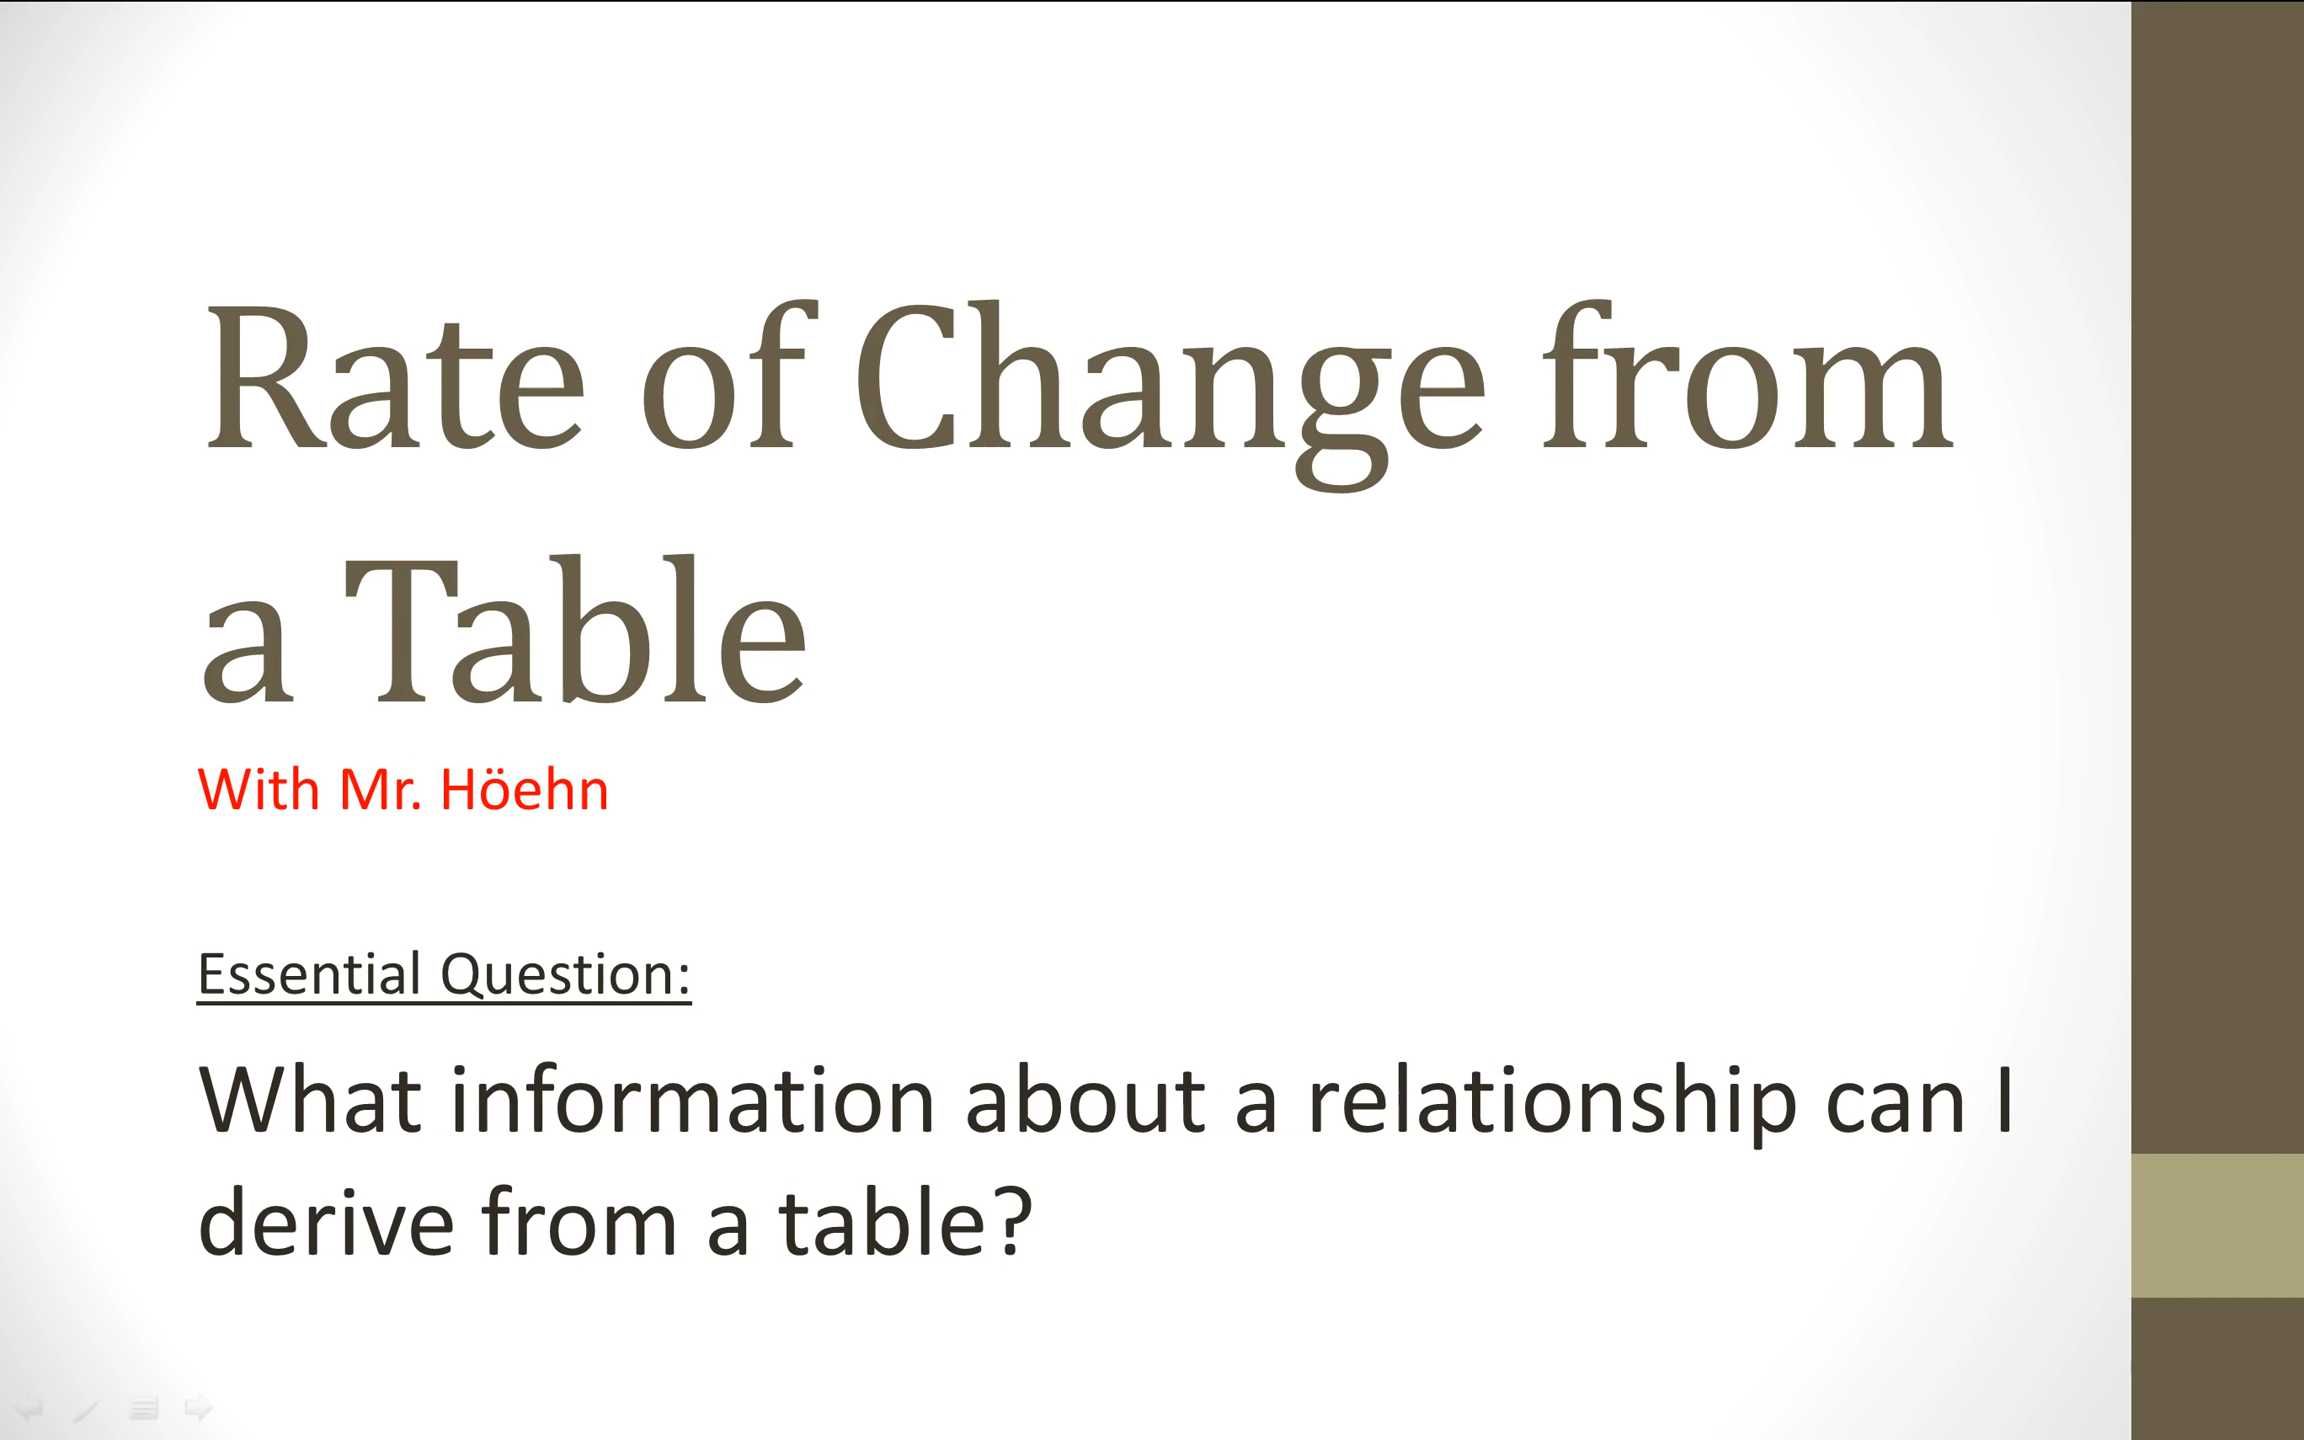 Rate of Change from
a Table
With Mr. Höehn
Essential Question:
What information about a relationship can I
derive from a table?